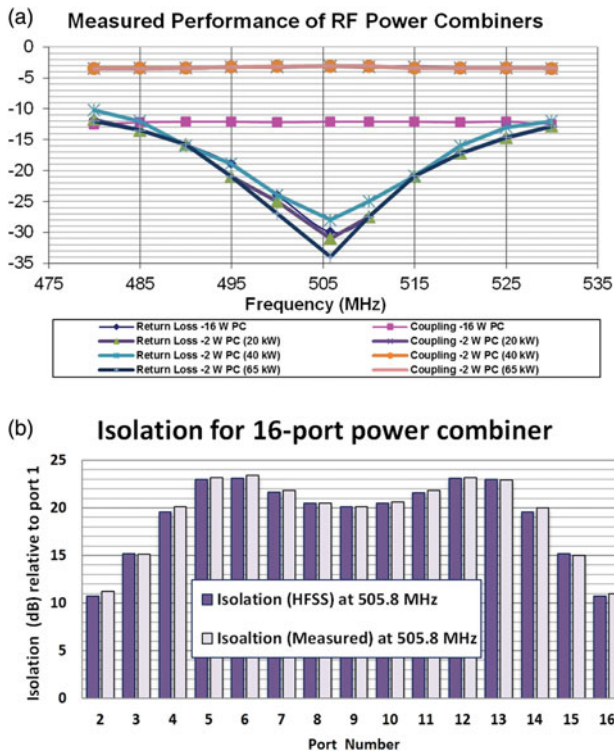 (a)
Measured Performance of RF Power Combiners
0
-5
-10
-15
-20
-25
-30
-35
475 485 495 505 515 525 535
Frequency (MHz)
Return Loss -16 W PC Coupling -16 W PC
Return Loss -2 W PC (20 kW) Coupling -2 W PC (20 kW)
Return Loss -2 W PC (40 kW) Coupling -2 W PC (40 kW)
Return Loss -2 W PC (65 kW) Coupling -2 W PC (65 kW)
(b)
Isolation for 16-port power combiner
Isolation (dB) relative to port 1
25
20
15
10
5
0
Isolation (HFSS) at 505.8 MHz
Isoaltion (Measured) at 505.8 MHz
2 3 4 5 6 7 8 9 10 11 12 13 14 15 16
Port Number